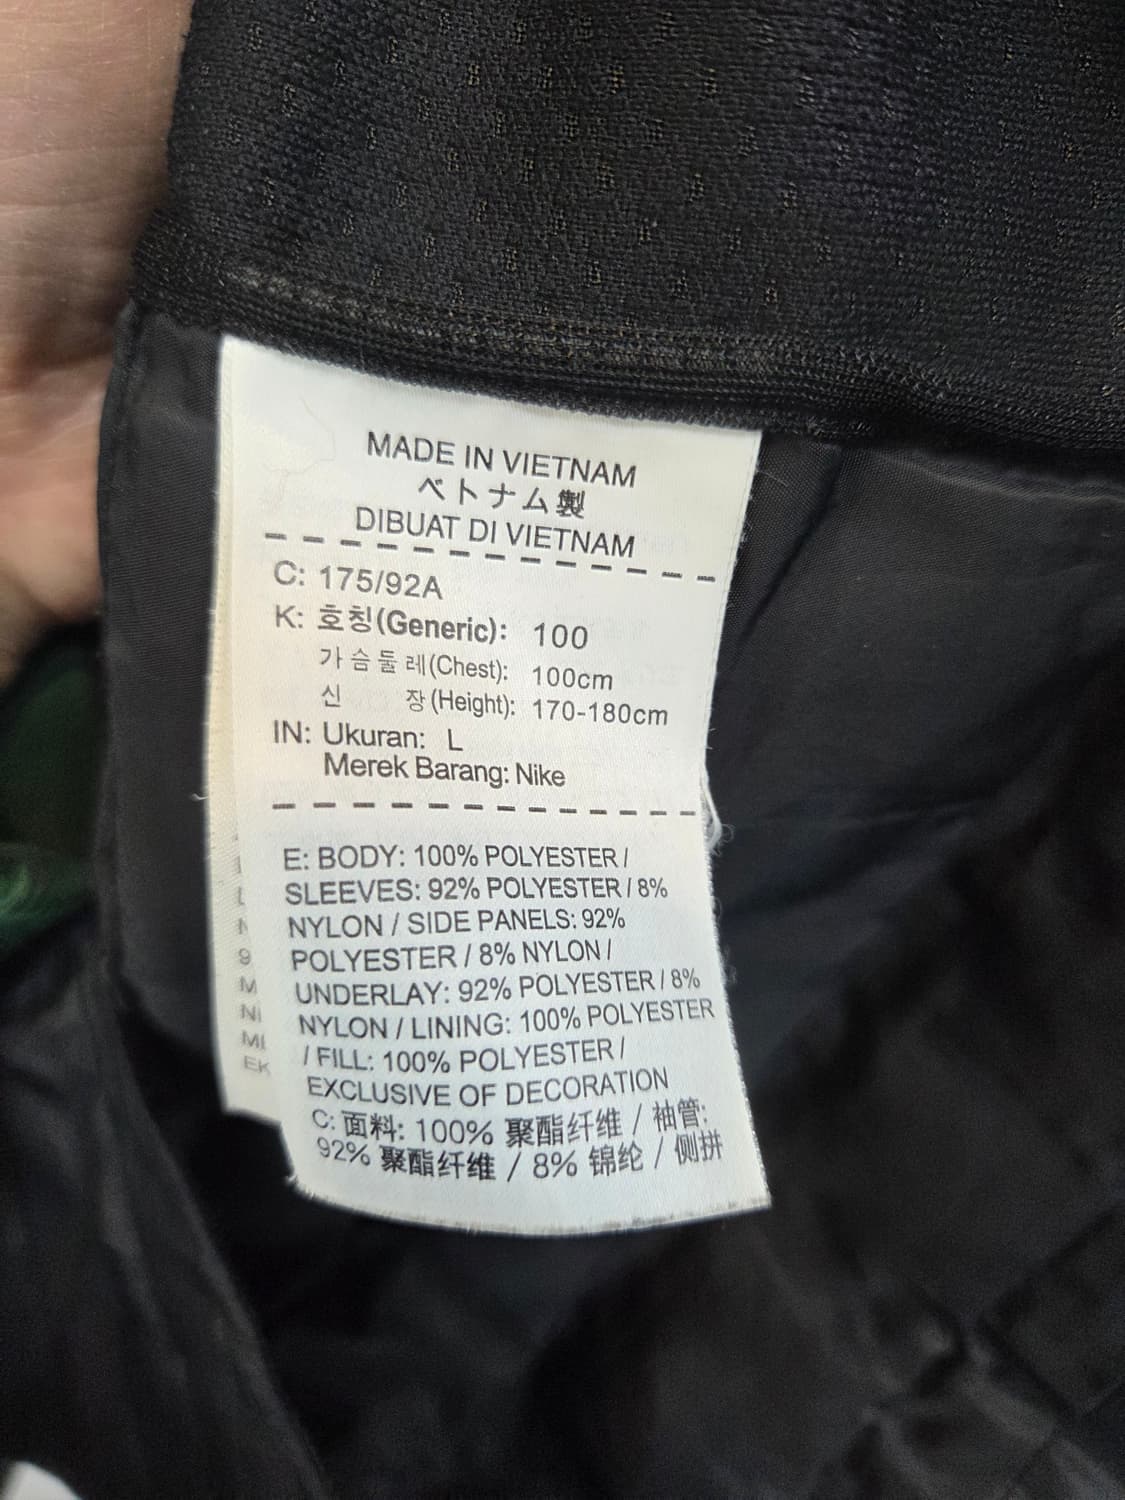 MADE IN VIETNAM
ベトナム製
DIBUAT DI VIETNAM
C: 175/92A
K: 호칭(Generic): 100
가슴둘레(Chest): 100cm
신 장(Height): 170-180cm
IN: Ukuran: L
Merek Barang: Nike
E: BODY: 100% POLYESTER /
SLEEVES: 92% POLYESTER / 8%
NYLON / SIDE PANELS: 92%
POLYESTER / 8% NYLON /
UNDERLAY: 92% POLYESTER / 8%
NYLON / LINING: 100% POLYESTER
/ FILL: 100% POLYESTER /
EXCLUSIVE OF DECORATION
C: 面料: 100% 聚酯纤维 / 袖管:
92% 聚酯纤维 / 8% 锦纶 / 侧拼